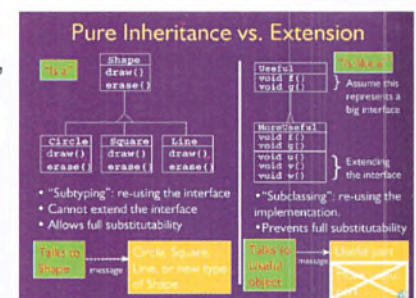 Pure Inheritance vs. Extension
"Is-a"
Shape
draw()
erase()
Circle
draw()
erase()
Square
draw()
erase()
Line
draw()
erase()
• "Subtyping": re-using the interface
• Cannot extend the interface
• Allows full substitutability
Talks to
Shape
message
Circle, Square,
Line, or new type
of Shape
Useful
void f()
void g()
Assume this
represents a
big interface
MoreUseful
void f()
void g()
void u()
void v()
void w()
Extending
the interface
• "Subclassing": re-using the
implementation.
• Prevents full substitutability
Talks to
Useful
object
message
Useful part